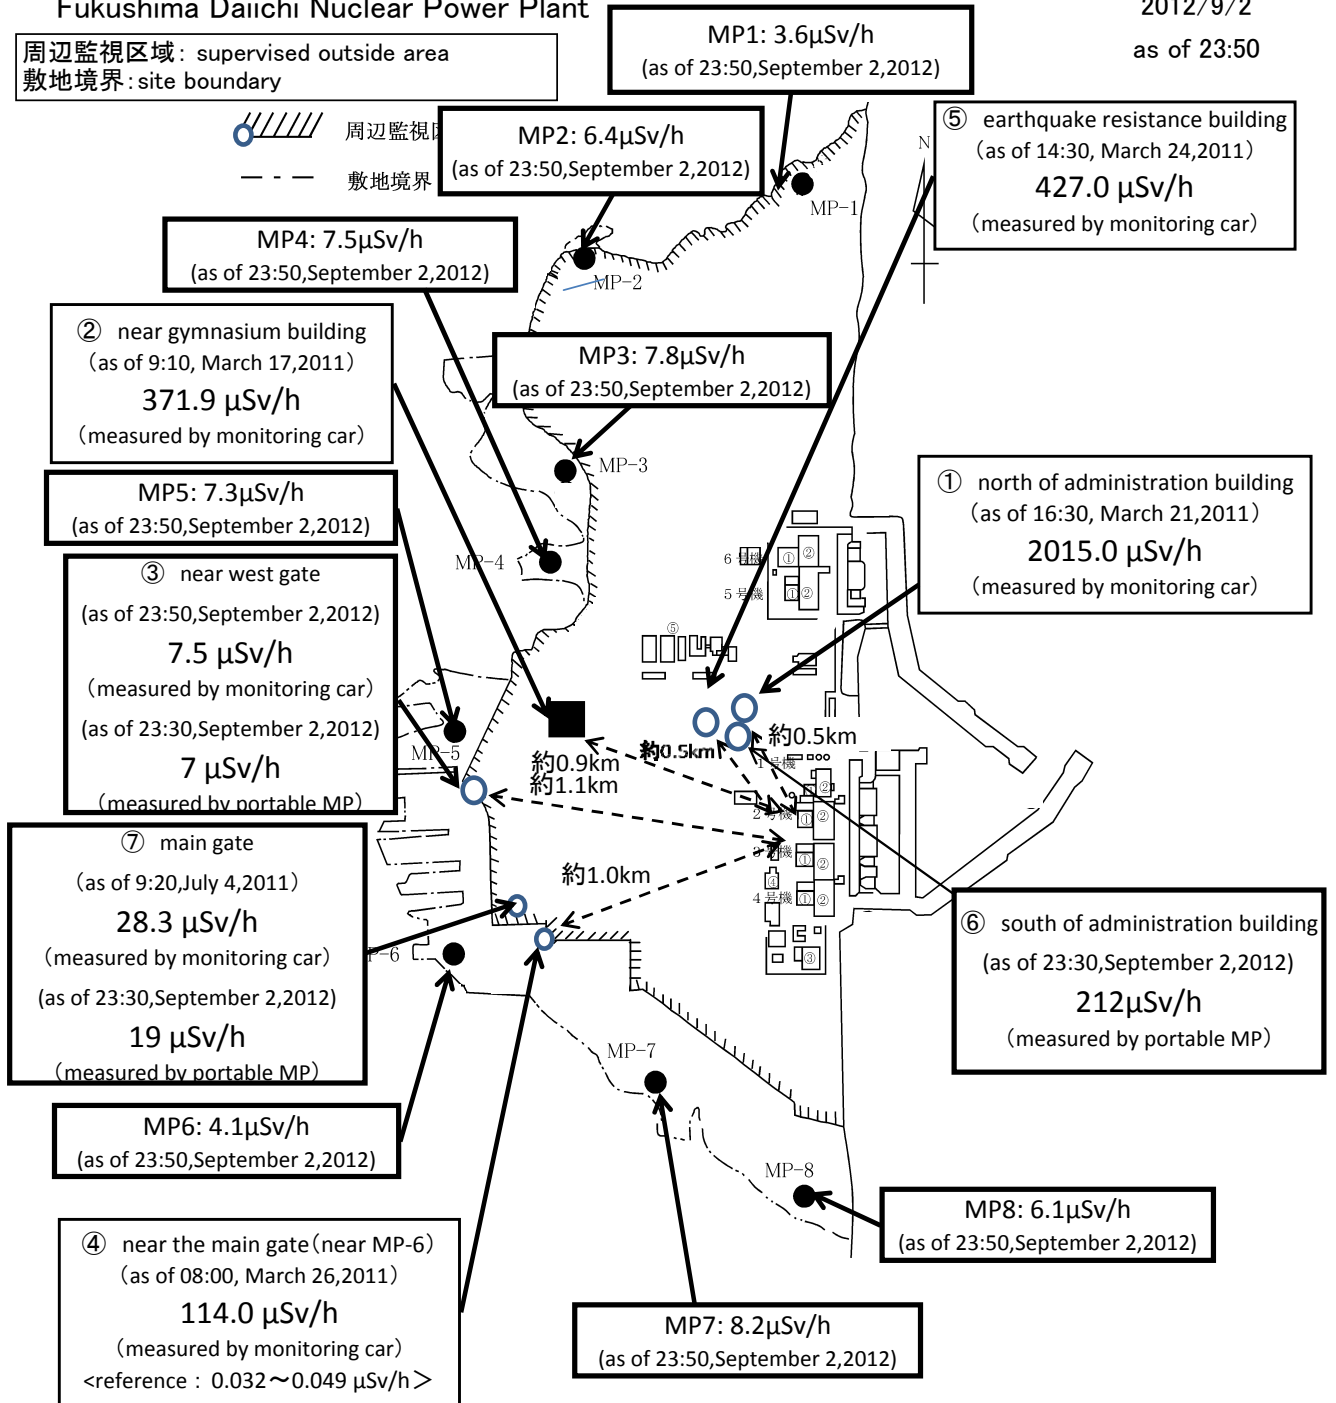 Fukushima Daiichi Nuclear Power Plant
2012/9/2
as of 23:50
周辺監視区域: supervised outside area
敷地境界:site boundary
周辺監視区
敷地境界
MP1: 3.6μSv/h
(as of 23:50,September 2,2012)
MP2: 6.4μSv/h
(as of 23:50,September 2,2012)
⑤ earthquake resistance building
(as of 14:30, March 24,2011)
427.0 μSv/h
(measured by monitoring car)
N
MP-1
MP4: 7.5μSv/h
(as of 23:50,September 2,2012)
MP-2
② near gymnasium building
(as of 9:10, March 17,2011)
371.9 μSv/h
(measured by monitoring car)
MP3: 7.8μSv/h
(as of 23:50,September 2,2012)
MP-3
MP5: 7.3μSv/h
(as of 23:50,September 2,2012)
① north of administration building
(as of 16:30, March 21,2011)
2015.0 μSv/h
(measured by monitoring car)
MP-4
6号機
①
②
5号機
①
②
③ near west gate
(as of 23:50,September 2,2012)
7.5 μSv/h
(measured by monitoring car)
(as of 23:30,September 2,2012)
7 μSv/h
(measured by portable MP)
⑤
MP-5
約0.9km
約1.1km
約0.5km
約0.5km
1号機
①
②
2号機
①
②
3号機
①
②
④
4号機
①
②
③
約1.0km
⑦ main gate
(as of 9:20,July 4,2011)
28.3 μSv/h
(measured by monitoring car)
(as of 23:30,September 2,2012)
19 μSv/h
(measured by portable MP)
P-6
⑥ south of administration building
(as of 23:30,September 2,2012)
212μSv/h
(measured by portable MP)
MP-7
MP6: 4.1μSv/h
(as of 23:50,September 2,2012)
MP-8
MP8: 6.1μSv/h
(as of 23:50,September 2,2012)
④ near the main gate(near MP-6)
(as of 08:00, March 26,2011)
114.0 μSv/h
(measured by monitoring car)
<reference : 0.032～0.049 μSv/h＞
MP7: 8.2μSv/h
(as of 23:50,September 2,2012)